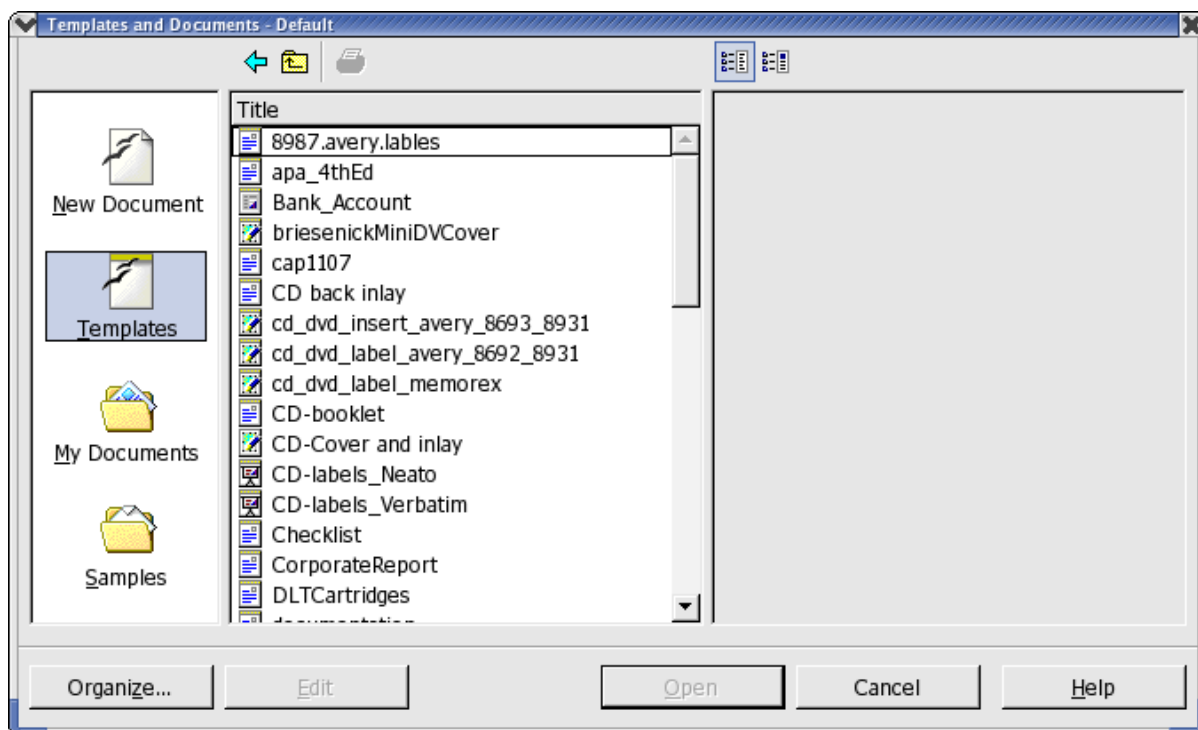 Templates and Documents - Default
Title
8987.avery.lables
apa_4thEd
Bank_Account
briesenickMiniDVCover
cap1107
CD back inlay
cd_dvd_insert_avery_8693_8931
cd_dvd_label_avery_8692_8931
cd_dvd_label_memorex
CD-booklet
CD-Cover and inlay
CD-labels_Neato
CD-labels_Verbatim
Checklist
CorporateReport
DLTCartridges
New Document
Templates
My Documents
Samples
Organize...
Edit
Open
Cancel
Help